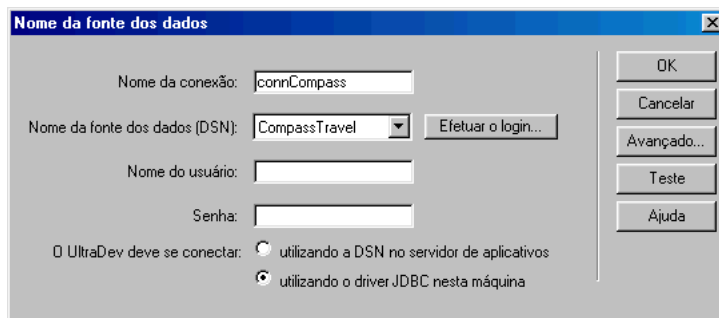 Nome da fonte dos dados
Nome da conexão: connCompass
OK
Cancelar
Nome da fonte dos dados (DSN): CompassTravel Efetuar o login...
Avançado...
Nome do usuário:
Teste
Senha:
Ajuda
O UltraDev deve se conectar: utilizando a DSN no servidor de aplicativos
utilizando o driver JDBC nesta máquina